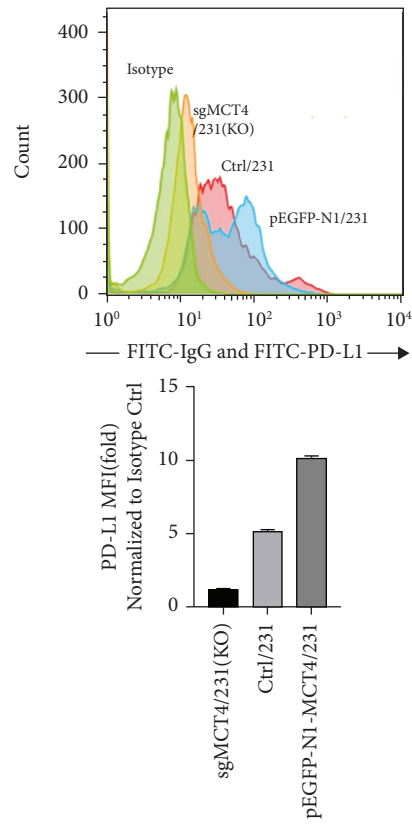 400
300
200
100
0
Count
Isotype
sgMCT4
/231(KO)
Ctrl/231
pEGFP-N1/231
10⁰
10¹
10²
10³
10⁴
FITC-IgG and FITC-PD-L1
15
10
5
0
PD-L1 MFI(fold)
Normalized to Isotype Ctrl
sgMCT4/231(KO)
Ctrl/231
pEGFP-N1-MCT4/231